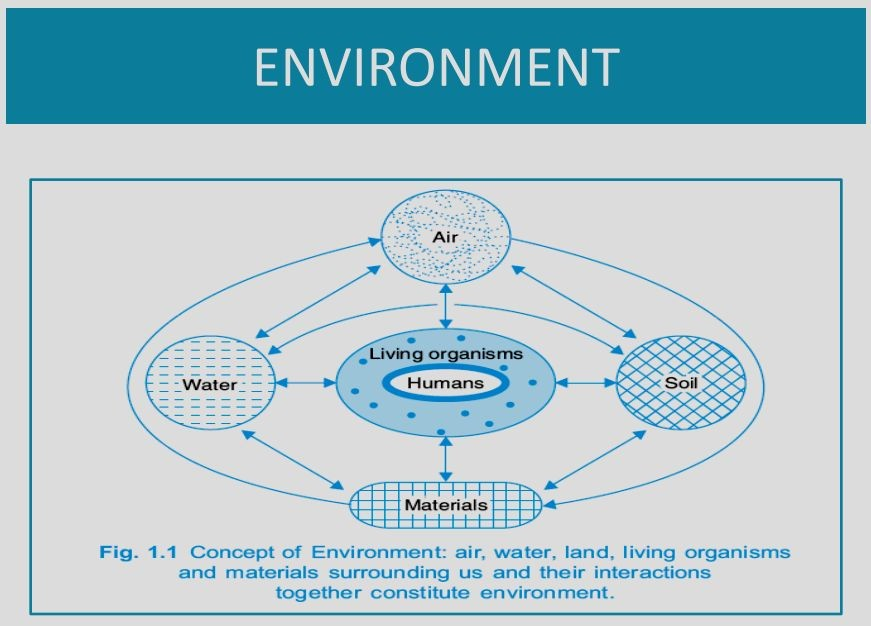 ENVIRONMENT
Air
Living organisms
Water
Humans
Soil
Materials
Fig. 1.1 Concept of Environment: air, water, land, living organisms
and materials surrounding us and their interactions
together constitute environment.